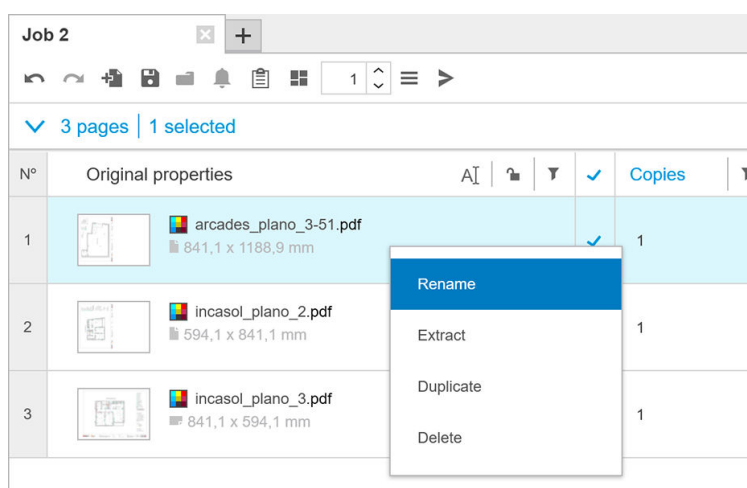 Job 2
1
3 pages | 1 selected
Nº Original properties Copies
1 arcades_plano_3-51.pdf 1
841,1 x 1188,9 mm
Rename
2 incasol_plano_2.pdf 1
594,1 x 841,1 mm
Extract
Duplicate
3 incasol_plano_3.pdf 1
841,1 x 594,1 mm
Delete